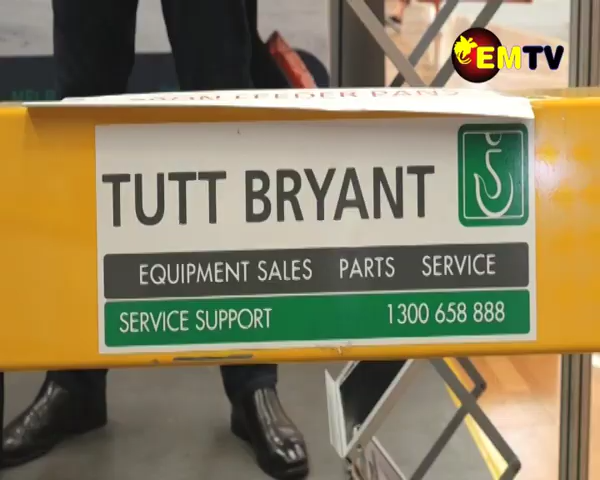 EMTV
TUTT BRYANT
EQUIPMENT SALES PARTS SERVICE
SERVICE SUPPORT 1300 658 888